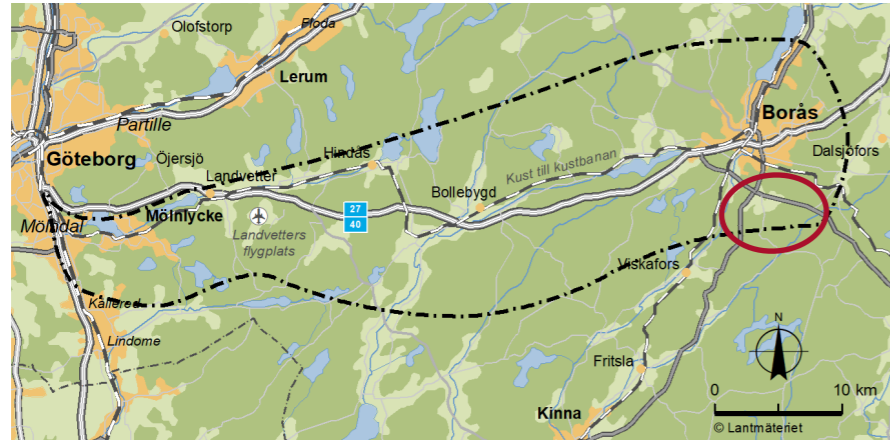 Olofstorp
Floda
Lerum
Borås
Partille
Göteborg
Öjersjö
Hindås
Dalsjöfors
Landvetter
Kust till kustbanan
Bollebygd
Mölnlycke
27
40
Mölndal
Landvetters
flygplats
Viskafors
Kållered
Lindome
N
Fritsla
0
10 km
Kinna
© Lantmäteriet